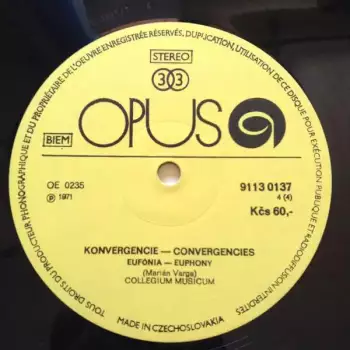 TOUS DROITS DU PRODUCTEUR PHONOGRAPHIQUE ET DU PROPRIÉTAIRE DE L'OEUVRE ENREGISTRÉE RÉSERVÉS, DUPLICATION, UTILISATION DE CE DISQUE POUR EXÉCUTION PUBLIQUE ET RADIODIFFUSION INTERDITES
STEREO
33
OPUS
BIEM
OE 0235
Ⓟ 1971
9113 0137
4 (4)
Kčs 60,-
KONVERGENCIE — CONVERGENCIES
EUFÓNIA — EUPHONY
(Marián Varga)
COLLEGIUM MUSICUM
MADE IN CZECHOSLOVAKIA